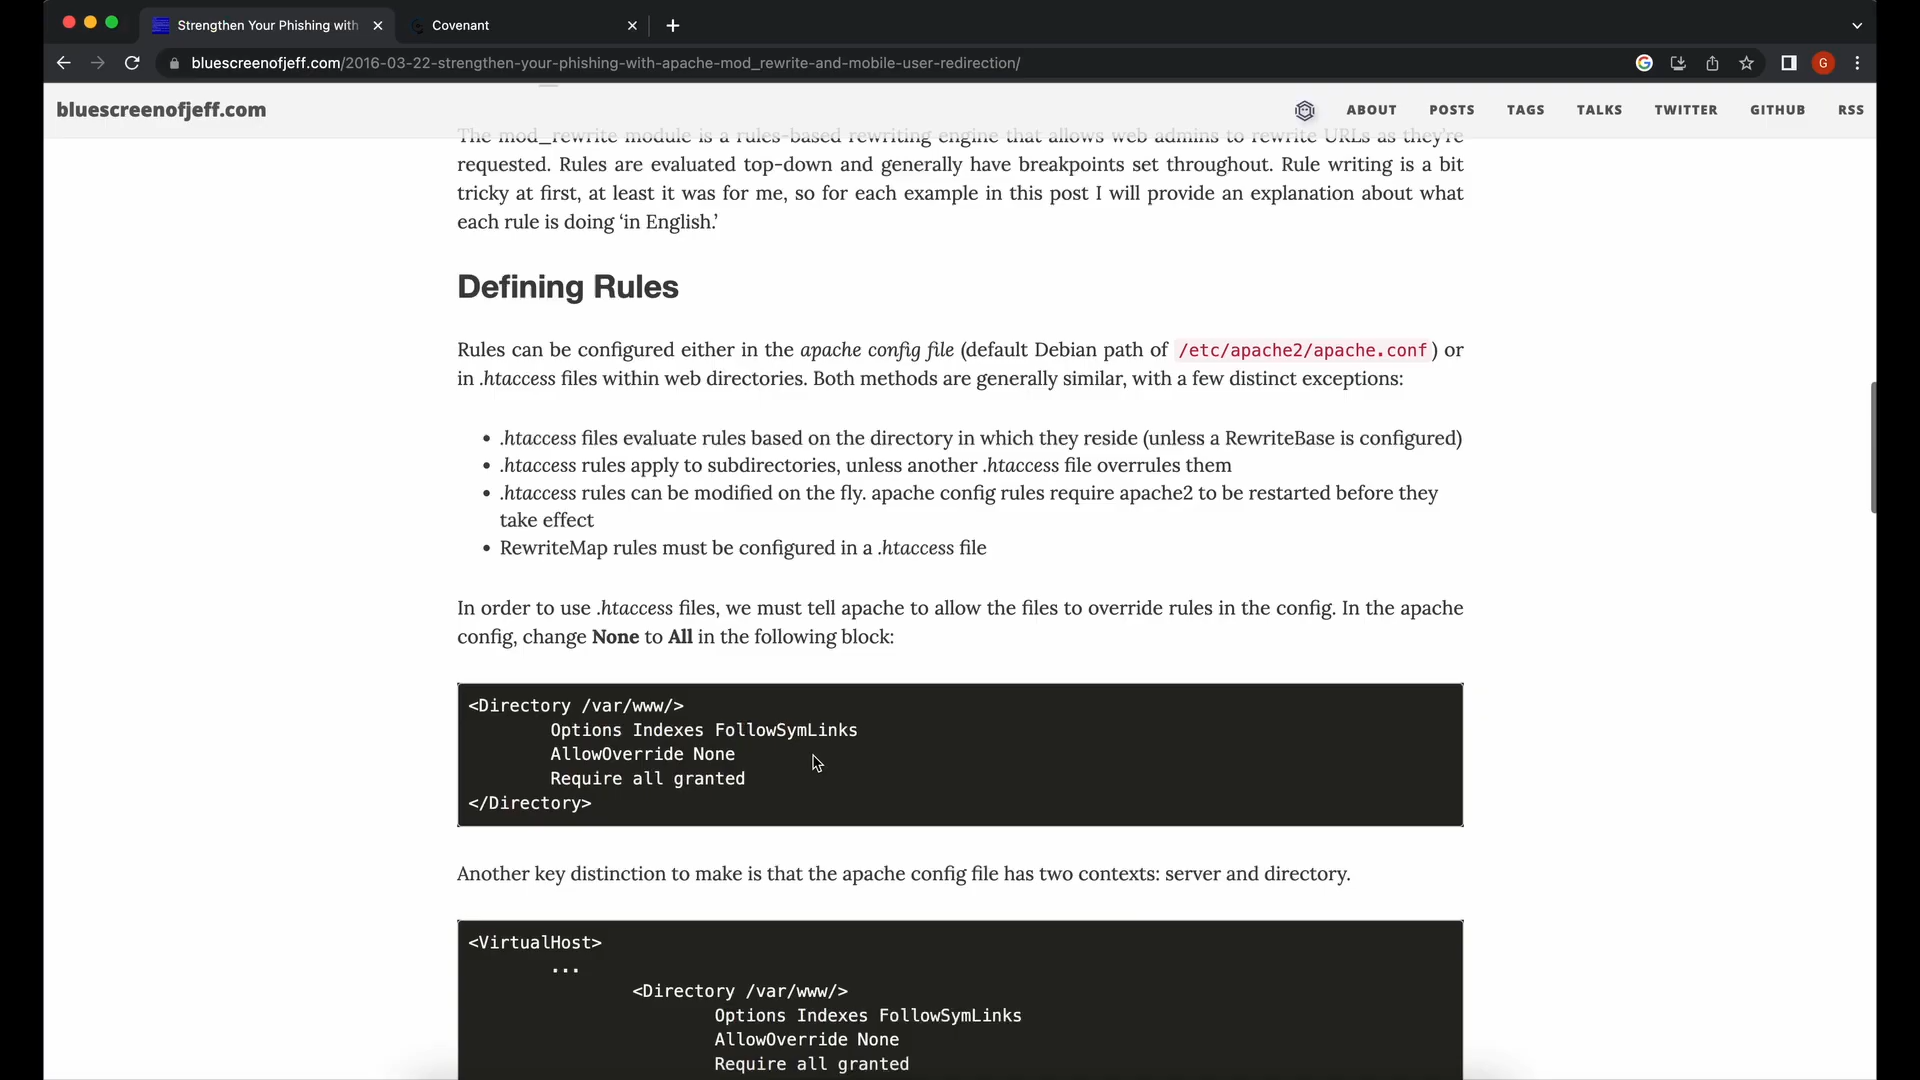 Strengthen Your Phishing with
Covenant
bluescreenofjeff.com/2016-03-22-strengthen-your-phishing-with-apache-mod_rewrite-and-mobile-user-redirection/
G
G
bluescreenofjeff.com
ABOUT
POSTS
TAGS
TALKS
TWITTER
GITHUB
RSS
The mod_rewrite module is a rules-based rewriting engine that allows web admins to rewrite URLs as they're
requested. Rules are evaluated top-down and generally have breakpoints set throughout. Rule writing is a bit
tricky at first, at least it was for me, so for each example in this post I will provide an explanation about what
each rule is doing ‘in English.’
Defining Rules
Rules can be configured either in the apache config file (default Debian path of /etc/apache2/apache.conf) or
in .htaccess files within web directories. Both methods are generally similar, with a few distinct exceptions:
• .htaccess files evaluate rules based on the directory in which they reside (unless a RewriteBase is configured)
• .htaccess rules apply to subdirectories, unless another .htaccess file overrules them
• .htaccess rules can be modified on the fly. apache config rules require apache2 to be restarted before they
take effect
• RewriteMap rules must be configured in a .htaccess file
In order to use .htaccess files, we must tell apache to allow the files to override rules in the config. In the apache
config, change None to All in the following block:
<Directory /var/www/>
Options Indexes FollowSymLinks
AllowOverride None
Require all granted
</Directory>
Another key distinction to make is that the apache config file has two contexts: server and directory.
<VirtualHost>
...
<Directory /var/www/>
Options Indexes FollowSymLinks
AllowOverride None
Require all granted